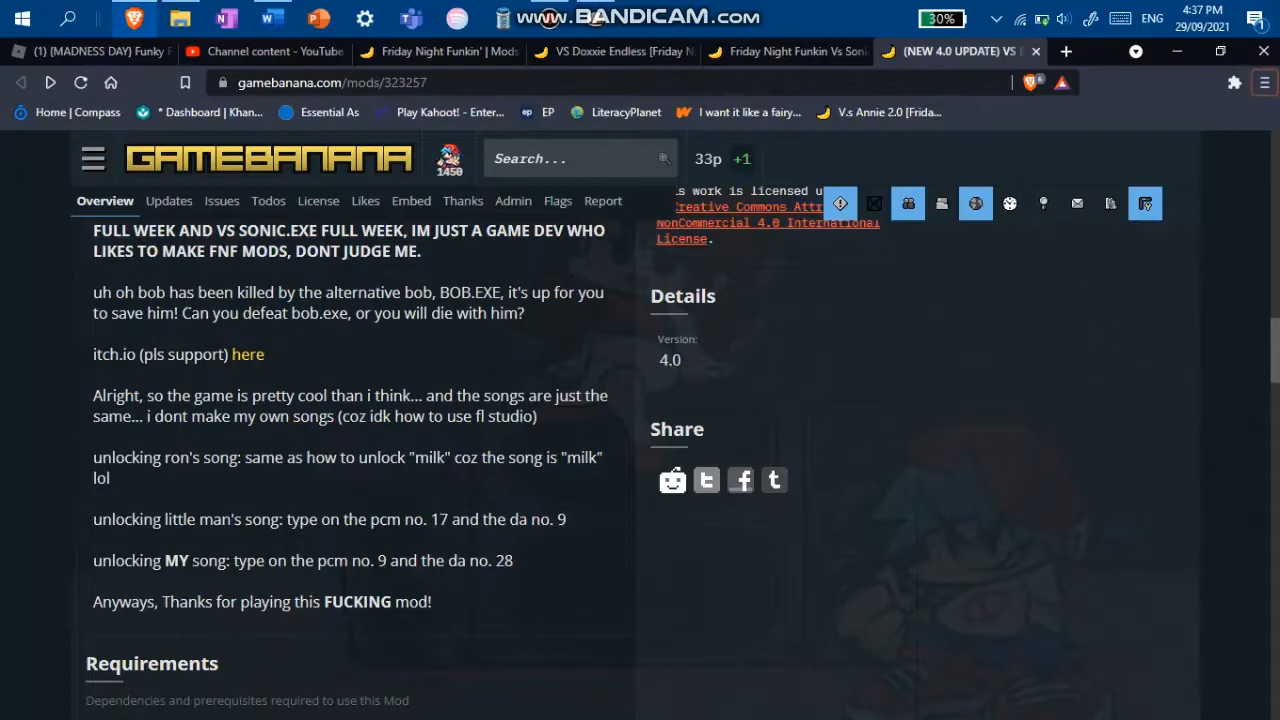 www.BANDICAM.com
30%
ENG
4:37 PM
29/09/2021
(1) [MADNESS DAY] Funky F
Channel content - YouTube
Friday Night Funkin' | Mods
VS Doxxie Endless [Friday N
Friday Night Funkin Vs Soni
(NEW 4.0 UPDATE) VS
gamebanana.com/mods/323257
6
Home | Compass
* Dashboard | Khan...
Essential As
Play Kahoot! - Enter...
EP
LiteracyPlanet
I want it like a fairy...
V.s Annie 2.0 [Frida...
GAMEBANANA
1450
Search...
33p +1
Overview Updates Issues Todos License Likes Embed Thanks Admin Flags Report
s work is licensed u
Creative Commons Attr
NonCommercial 4.0 International
License.
FULL WEEK AND VS SONIC.EXE FULL WEEK, IM JUST A GAME DEV WHO
LIKES TO MAKE FNF MODS, DONT JUDGE ME.
uh oh bob has been killed by the alternative bob, BOB.EXE, it's up for you
to save him! Can you defeat bob.exe, or you will die with him?
itch.io (pls support) here
Alright, so the game is pretty cool than i think... and the songs are just the
same... i dont make my own songs (coz idk how to use fl studio)
unlocking ron's song: same as how to unlock "milk" coz the song is "milk"
lol
unlocking little man's song: type on the pcm no. 17 and the da no. 9
unlocking MY song: type on the pcm no. 9 and the da no. 28
Anyways, Thanks for playing this FUCKING mod!
Requirements
Dependencies and prerequisites required to use this Mod
Details
Version:
4.0
Share